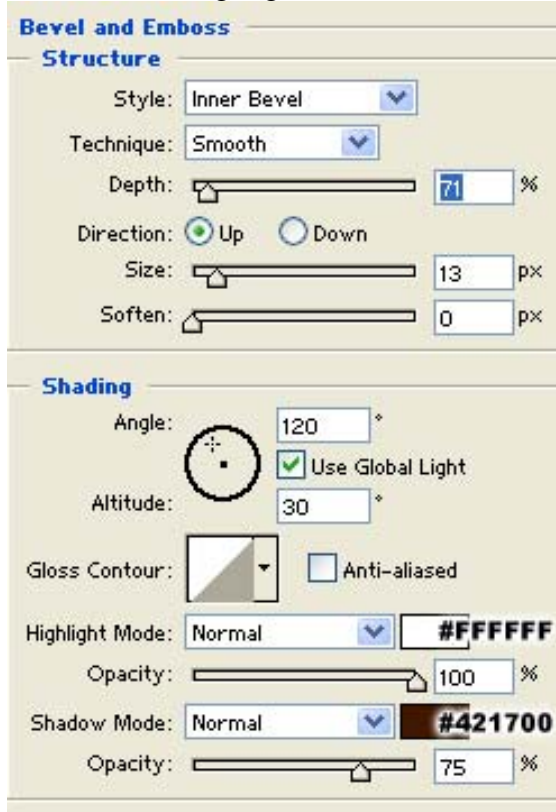 Bevel and Emboss
Structure
Style: Inner Bevel
Technique: Smooth
Depth: 71 %
Direction: Up Down
Size: 13 px
Soften: 0 px
Shading
Angle: 120 °
Use Global Light
Altitude: 30 °
Gloss Contour: Anti-aliased
Highlight Mode: Normal #FFFFFF
Opacity: 100 %
Shadow Mode: Normal #421700
Opacity: 75 %